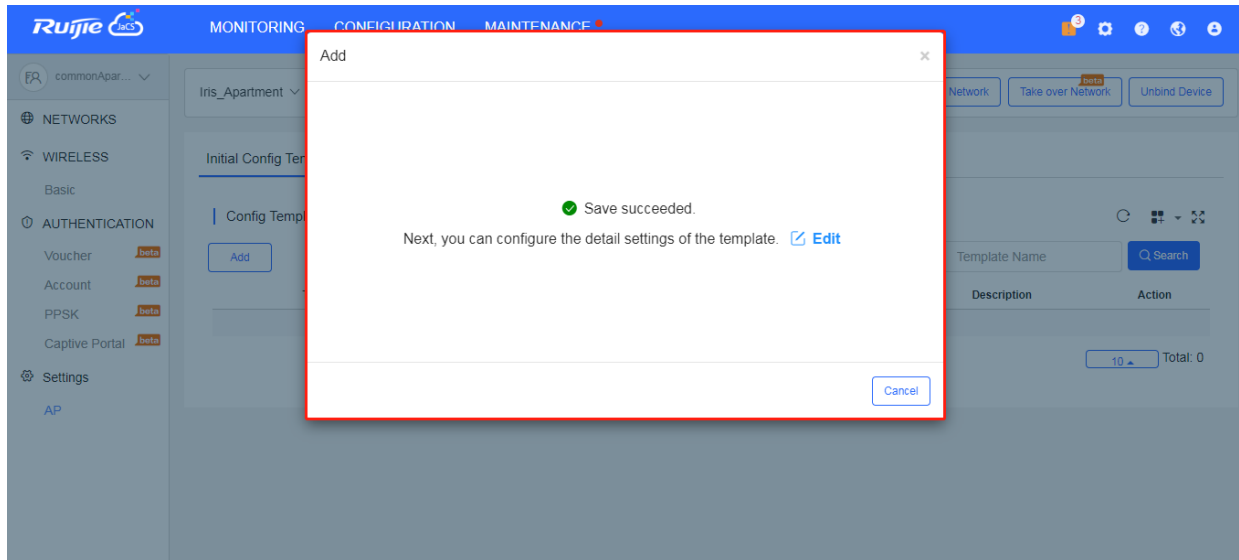 Ruijie JaCS MONITORING CONFIGURATION MAINTENANCE 3
Add
commonApar...
Iris_Apartment
Network
Take over Network
beta
Unbind Device
NETWORKS
WIRELESS
Basic
Initial Config
Config
AUTHENTICATION
Voucher beta
Account beta
PPSK beta
Captive Portal beta
Settings
AP
Add
Save succeeded.
Next, you can configure the detail settings of the template. Edit
Template Name
Search
Description Action
10 Total: 0
Cancel